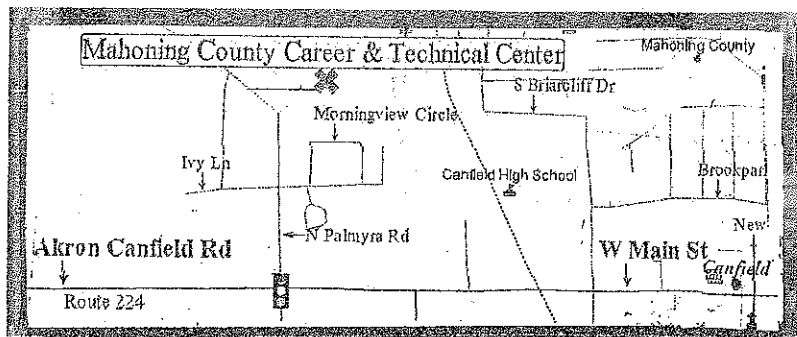 Mahoning County Career & Technical Center
Mahoning County
S Briarcliff Dr
Morningview Circle
Ivy Ln
Canfield High School
Brookpark
New
N Palmyra Rd
Akron Canfield Rd
W Main St
Canfield
Route 224